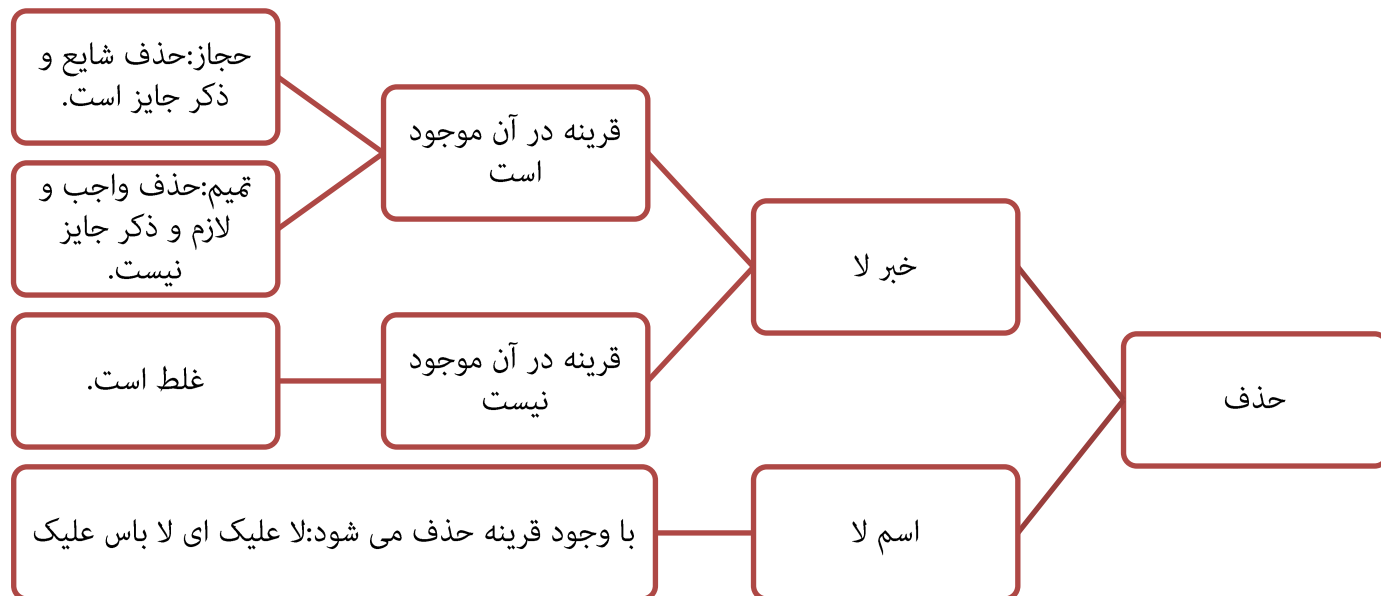 حذف
خبر لا
قرینه در آن موجود
است
حجاز:حذف شایع و
ذکر جایز است.
تمیم:حذف واجب و
لازم و ذکر جایز
نیست.
قرینه در آن موجود
نیست
غلط است.
اسم لا
با وجود قرینه حذف می شود:لا علیک ای لا باس علیک